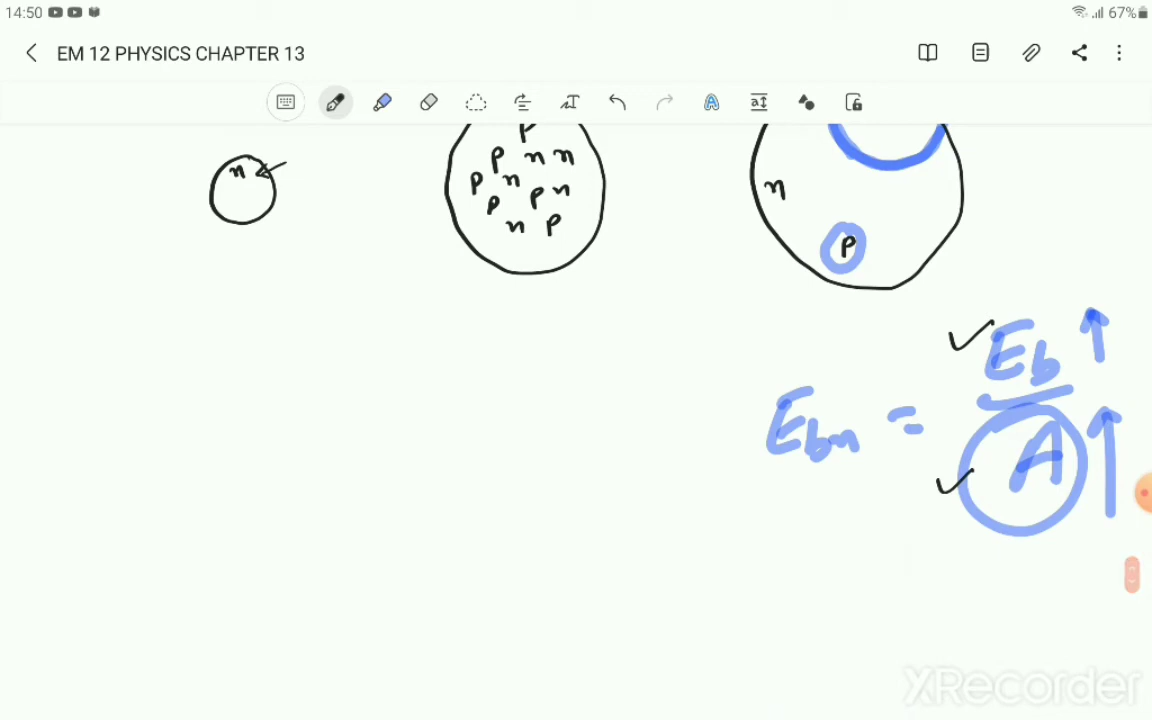 14:50 67%
EM 12 PHYSICS CHAPTER 13
n
P
P n n
P n
P n
P
n P
n
P
Eb
Ebn =
A
XRecorder